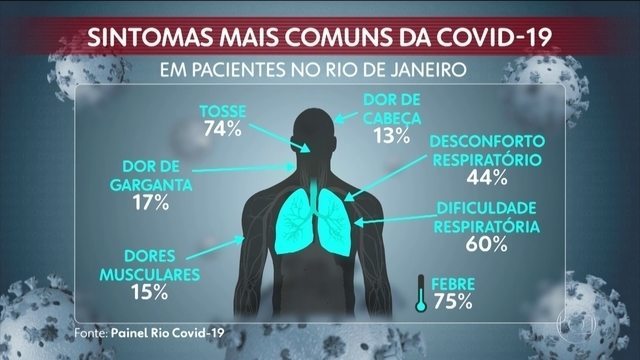 SINTOMAS MAIS COMUNS DA COVID-19
EM PACIENTES NO RIO DE JANEIRO
TOSSE
74%
DOR DE
CABEÇA
13%
DESCONFORTO
RESPIRATÓRIO
44%
DOR DE
GARGANTA
17%
DIFICULDADE
RESPIRATÓRIA
60%
DORES
MUSCULARES
15%
FEBRE
75%
Fonte: Painel Rio Covid-19